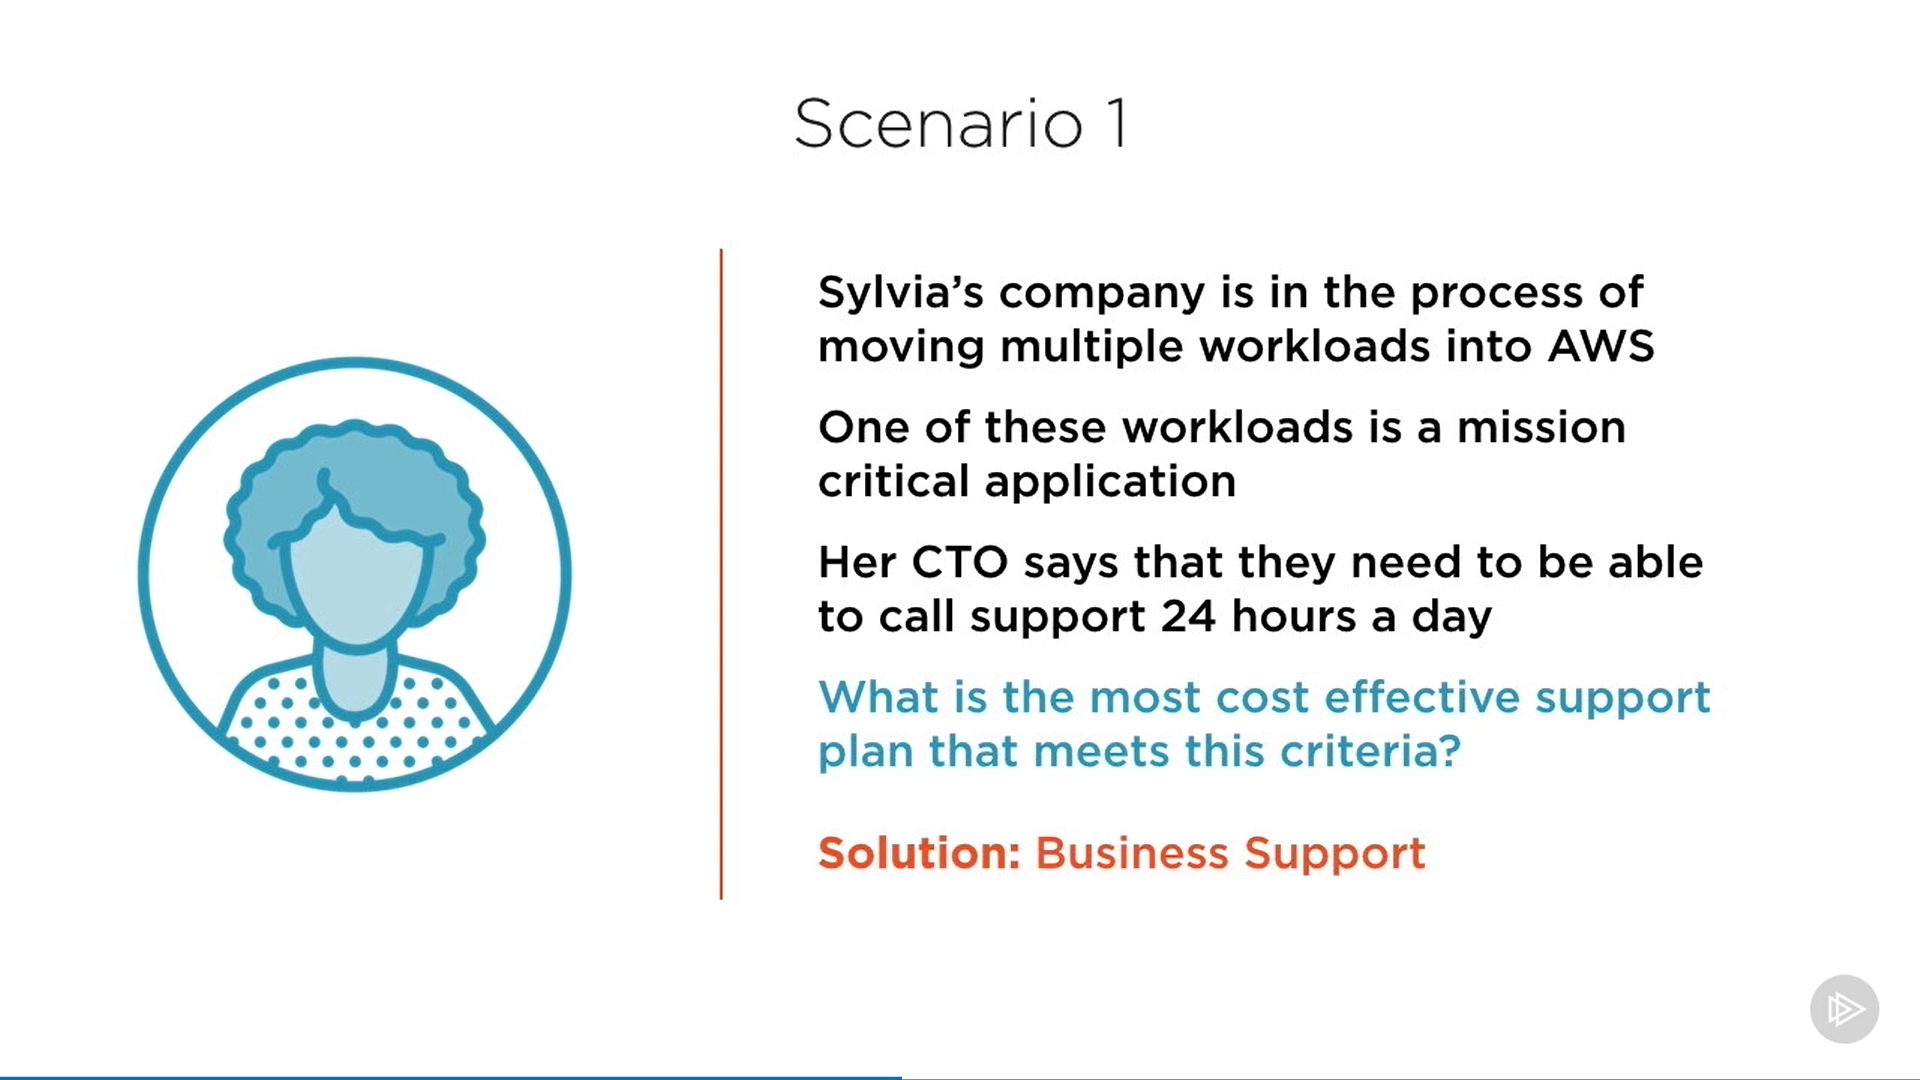 Scenario 1
Sylvia's company is in the process of
moving multiple workloads into AWS
One of these workloads is a mission
critical application
Her CTO says that they need to be able
to call support 24 hours a day
What is the most cost effective support
plan that meets this criteria?
Solution: Business Support